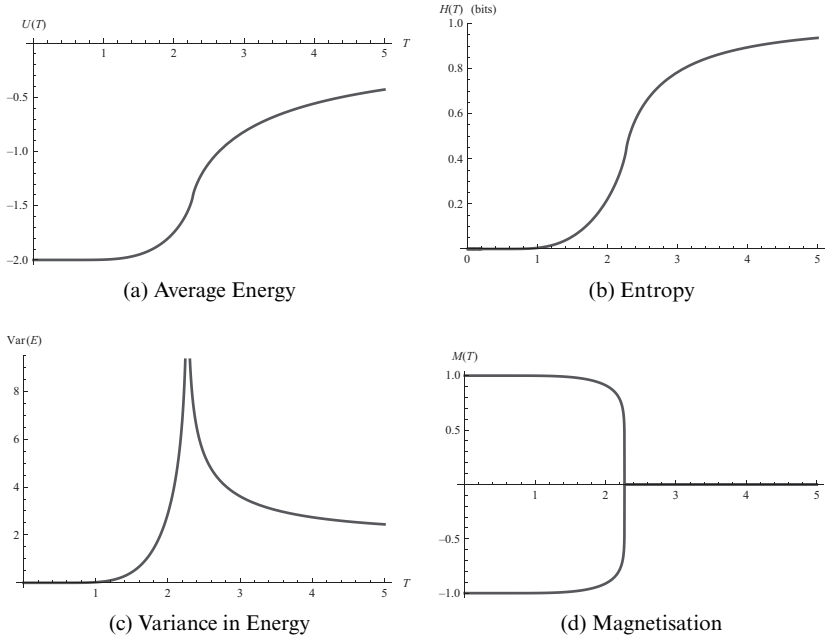 U(T)
1 2 3 4 5 T
−0.5
−1.0
−1.5
−2.0
(a) Average Energy
H(T) (bits)
1.0
0.8
0.6
0.4
0.2
0 1 2 3 4 5
(b) Entropy
Var(E)
8
6
4
2
1 2 3 4 5 T
(c) Variance in Energy
M(T)
1.0
0.5
1 2 3 4 5
−0.5
−1.0
(d) Magnetisation